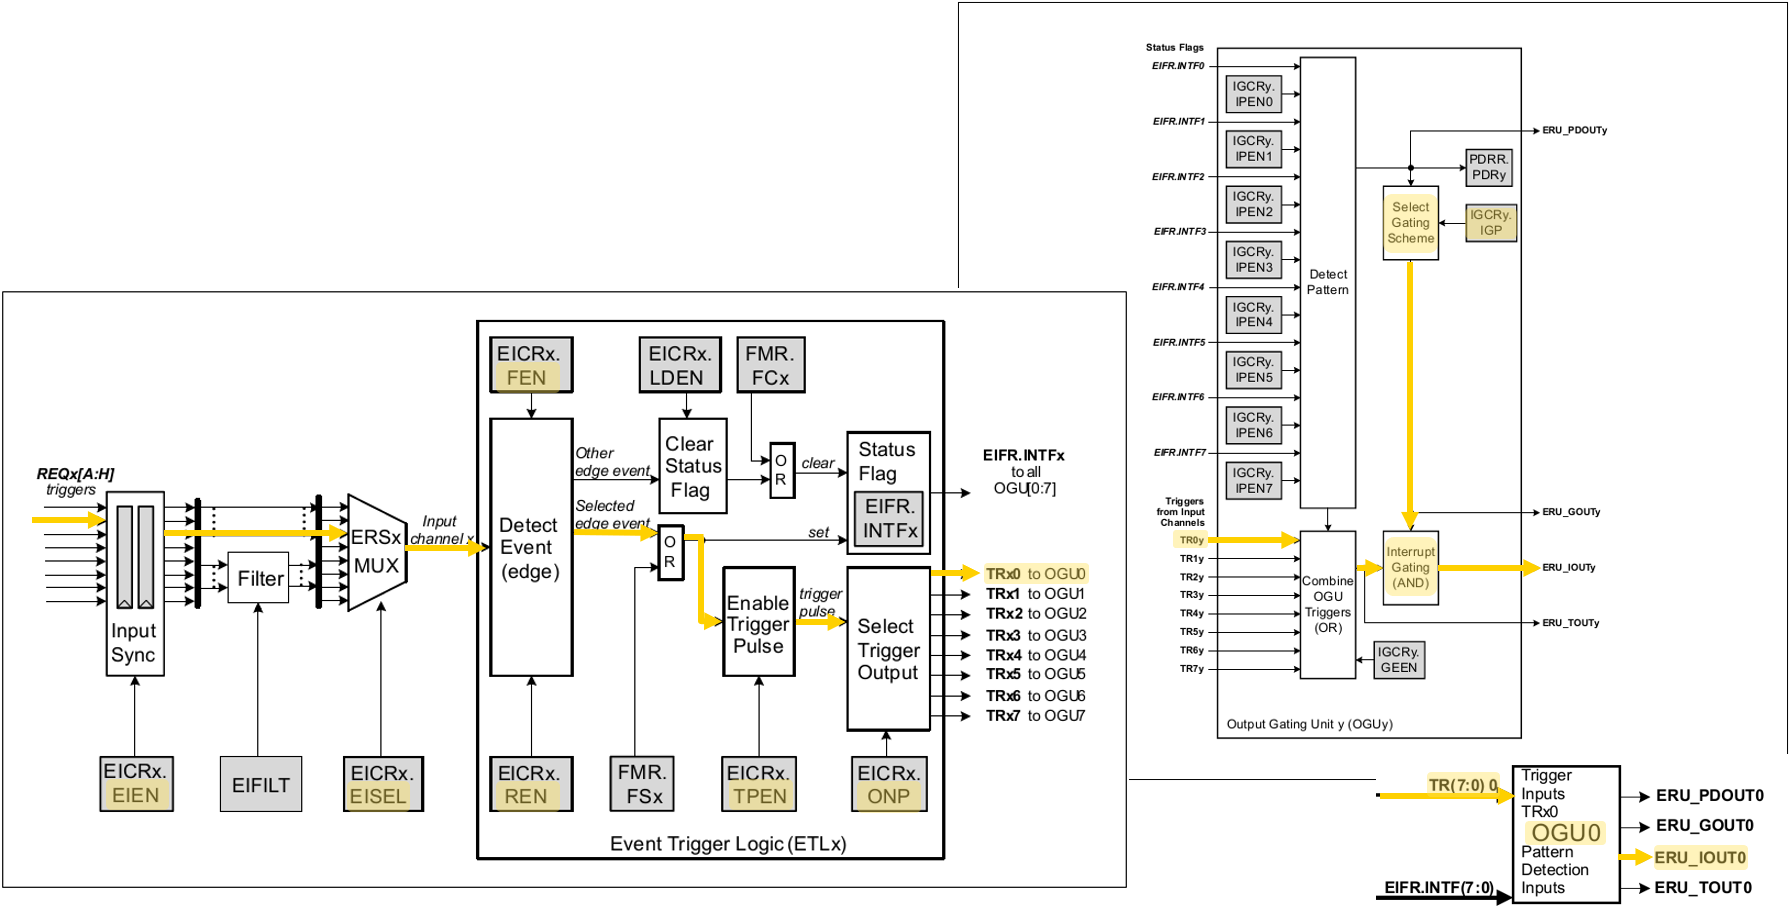 Status Flags
EIFR.INTF0
IGCRy.
IPEN0
EIFR.INTF1
IGCRy.
IPEN1
EIFR.INTF2
IGCRy.
IPEN2
EIFR.INTF3
IGCRy.
IPEN3
EIFR.INTF4
IGCRy.
IPEN4
EIFR.INTF5
IGCRy.
IPEN5
EIFR.INTF6
IGCRy.
IPEN6
EIFR.INTF7
IGCRy.
IPEN7
Detect
Pattern
ERU_PDOUTy
PDRR.
PDRy
Select
Gating
Scheme
IGCRy.
IGP
Triggers
from Input
Channels
TR0y
TR1y
TR2y
TR3y
TR4y
TR5y
TR6y
TR7y
Combine
OGU
Triggers
(OR)
Interrupt
Gating
(AND)
IGCRy.
GEEN
ERU_GOUTy
ERU_IOUTy
ERU_TOUTy
Output Gating Unit y (OGUy)
REQx[A:H]
triggers
Input
Sync
EICRx.
EIEN
Filter
EIFILT
ERSx
MUX
EICRx.
EISEL
Input
channel x
EICRx.
FEN
Detect
Event
(edge)
EICRx.
REN
Other
edge event
Selected
edge event
EICRx.
LDEN
Clear
Status
Flag
FMR.
FCx
O
R
clear
Status
Flag
EIFR.
INTFx
EIFR.INTFx
to all
OGU[0:7]
O
R
set
FMR.
FSx
Enable
Trigger
Pulse
EICRx.
TPEN
trigger
pulse
Select
Trigger
Output
EICRx.
ONP
TRx0 to OGU0
TRx1 to OGU1
TRx2 to OGU2
TRx3 to OGU3
TRx4 to OGU4
TRx5 to OGU5
TRx6 to OGU6
TRx7 to OGU7
Event Trigger Logic (ETLx)
TR(7:0) 0
EIFR.INTF(7:0)
Trigger
Inputs
TRx0
OGU0
Pattern
Detection
Inputs
ERU_PDOUT0
ERU_GOUT0
ERU_IOUT0
ERU_TOUT0